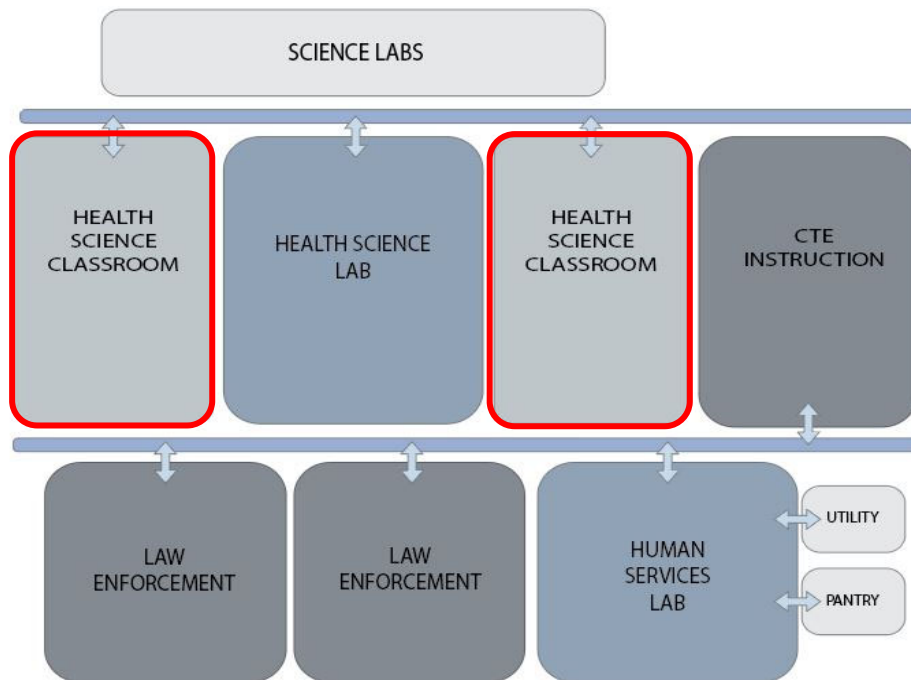 SCIENCE LABS
HEALTH
SCIENCE
CLASSROOM
HEALTH SCIENCE
LAB
HEALTH
SCIENCE
CLASSROOM
CTE
INSTRUCTION
LAW
ENFORCEMENT
LAW
ENFORCEMENT
HUMAN
SERVICES
LAB
UTILITY
PANTRY